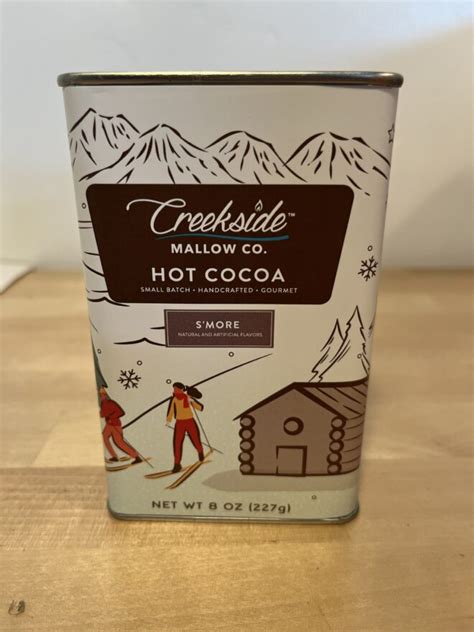 Creekside™
MALLOW CO.
HOT COCOA
SMALL BATCH • HANDCRAFTED • GOURMET
S'MORE
NATURAL AND ARTIFICIAL FLAVORS
NET WT 8 OZ (227g)